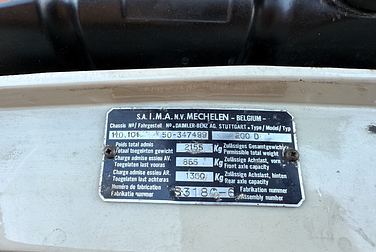 S.A. I.M.A. N.V. MECHELEN - BELGIUM -
Chassis No / Fahrgestell No - DAIMLER-BENZ AG, STUTTGART - Type / Model / Typ
110.101 50-347499 200 D
Poids total admis 2155 Kg Zulässiges Gesamtgewicht
Totaal toegelaten gewicht Permissible total weight
Charge admise essieu AV. 865 Kg Zulässige Achslast, vorn
Toegelaten last vooras Front axle capacity
Charge admise essieu AR. 1300 Kg Zulässige Achslast, hinten
Toegelaten last achteras Rear axle capacity
Numéro de fabrication Fabrikation nummer
Fabrikatie nummer Assembly number